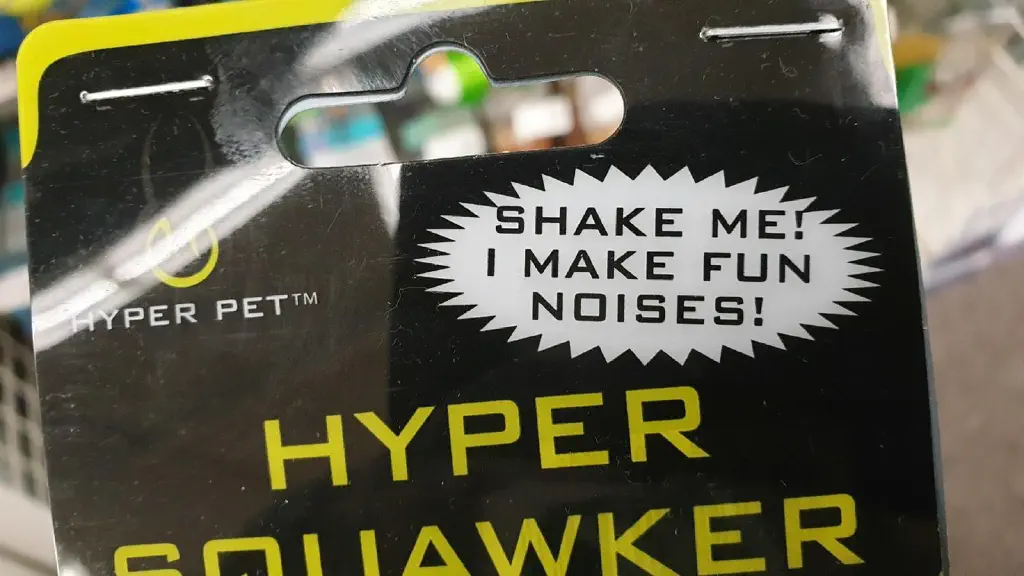 SHAKE ME!
I MAKE FUN
NOISES!
HYPER PET™
HYPER
SQUAWKER